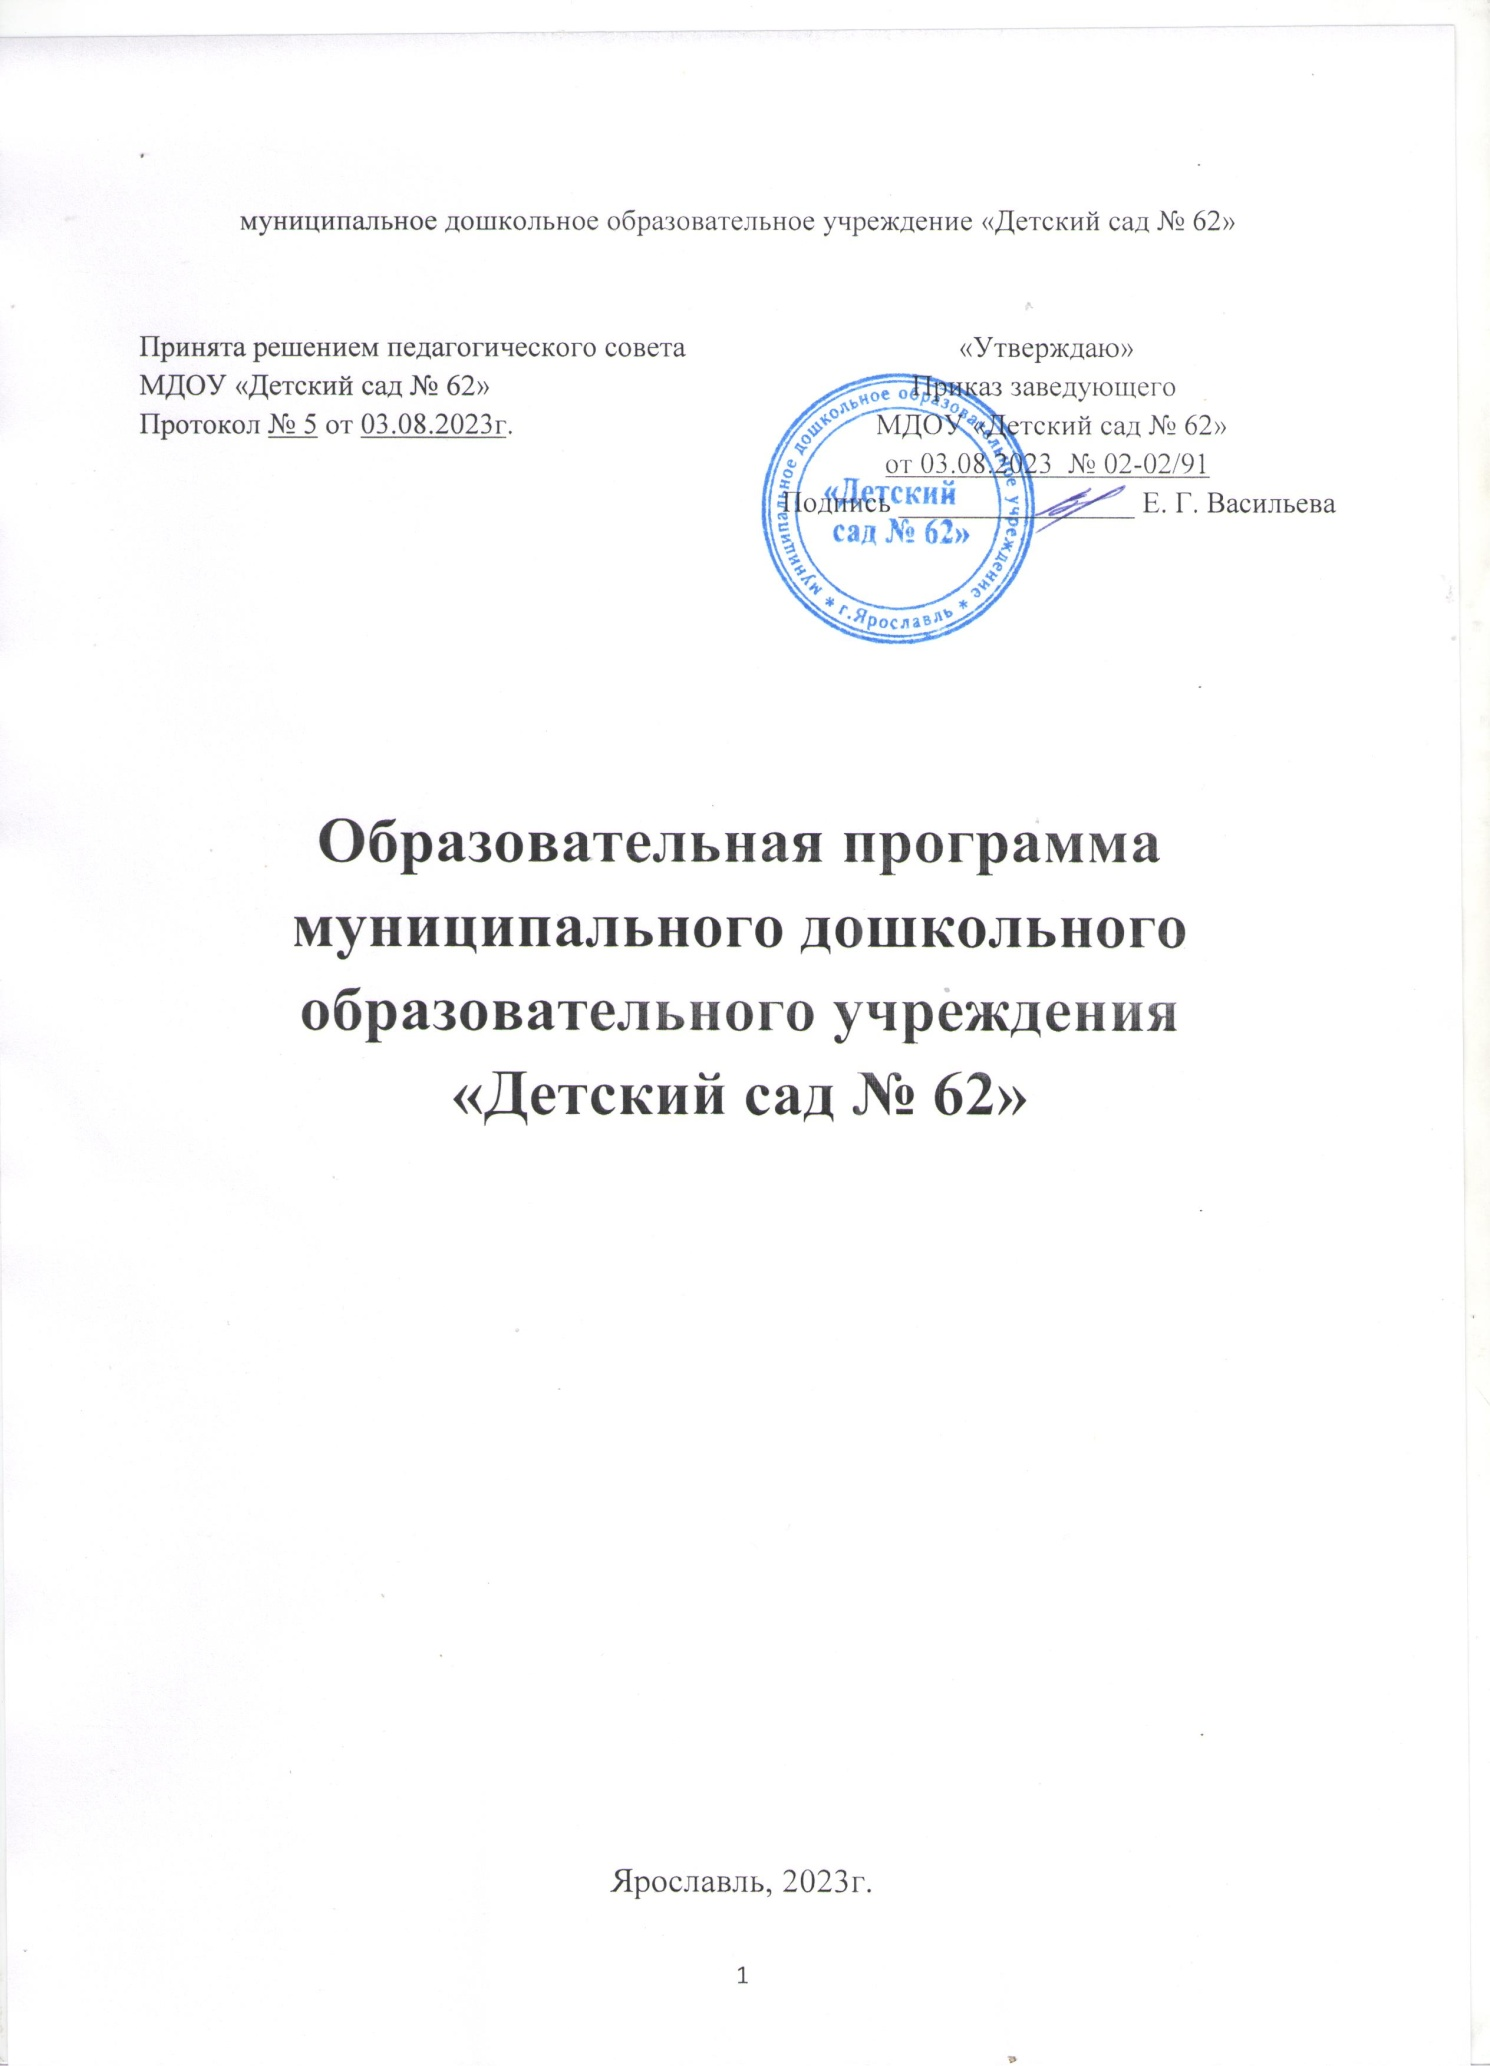 муниципальное дошкольное образовательное учреждение «Детский сад № 62»
Принята решением педагогического совета
МДОУ «Детский сад № 62»
Протокол № 5 от 03.08.2023г.
«Утверждаю»
Приказ заведующего
МДОУ «Детский сад № 62»
от 03.08.2023 № 02-02/91
Подпись_________________ Е. Г. Васильева
* муниципальное дошкольное образовательное учреждение * г.Ярославль
«Детский
сад № 62»
Образовательная программа
муниципального дошкольного
образовательного учреждения
«Детский сад № 62»
Ярославль, 2023г.
1